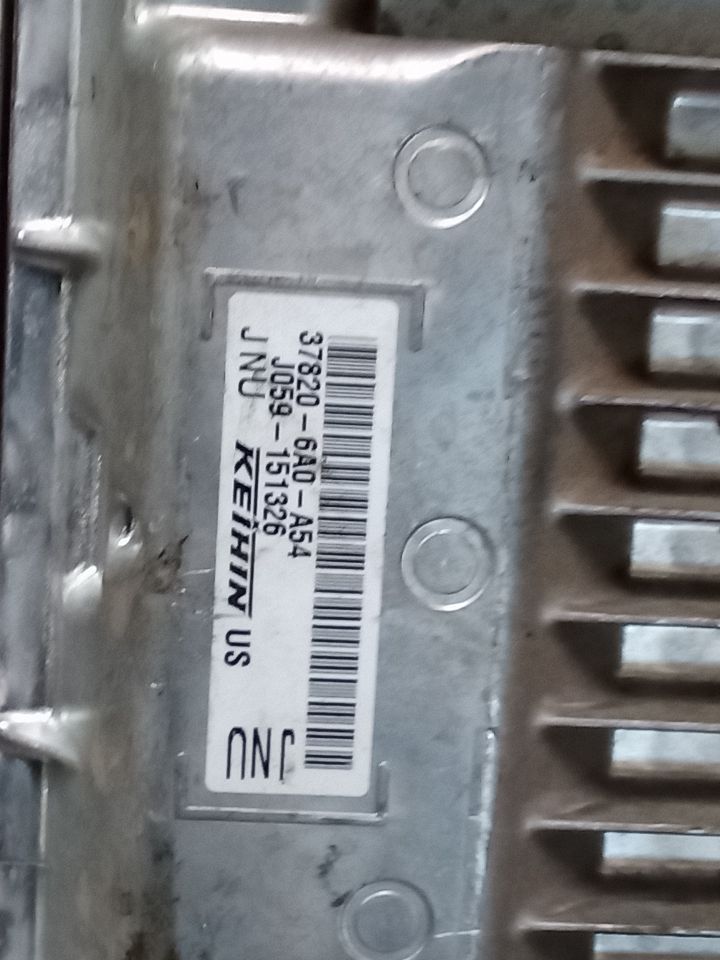 37820-6A0-A54
J059-151326
JNU KEIHIN US
JNU